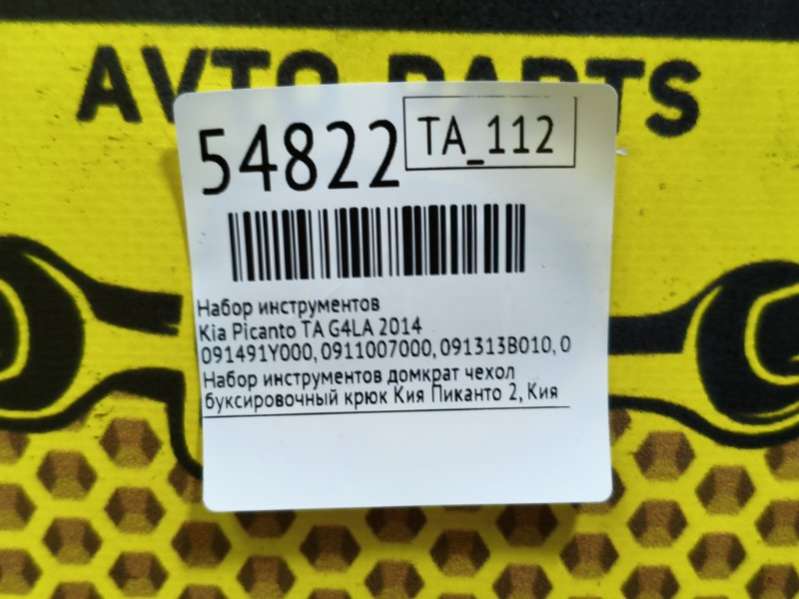 AVTO PARTS
54822
TA_112
Набор инструментов
Kia Picanto TA G4LA 2014
091491Y000, 0911007000, 091313B010, 0
Набор инструментов домкрат чехол
буксировочный крюк Кия Пиканто 2, Кия